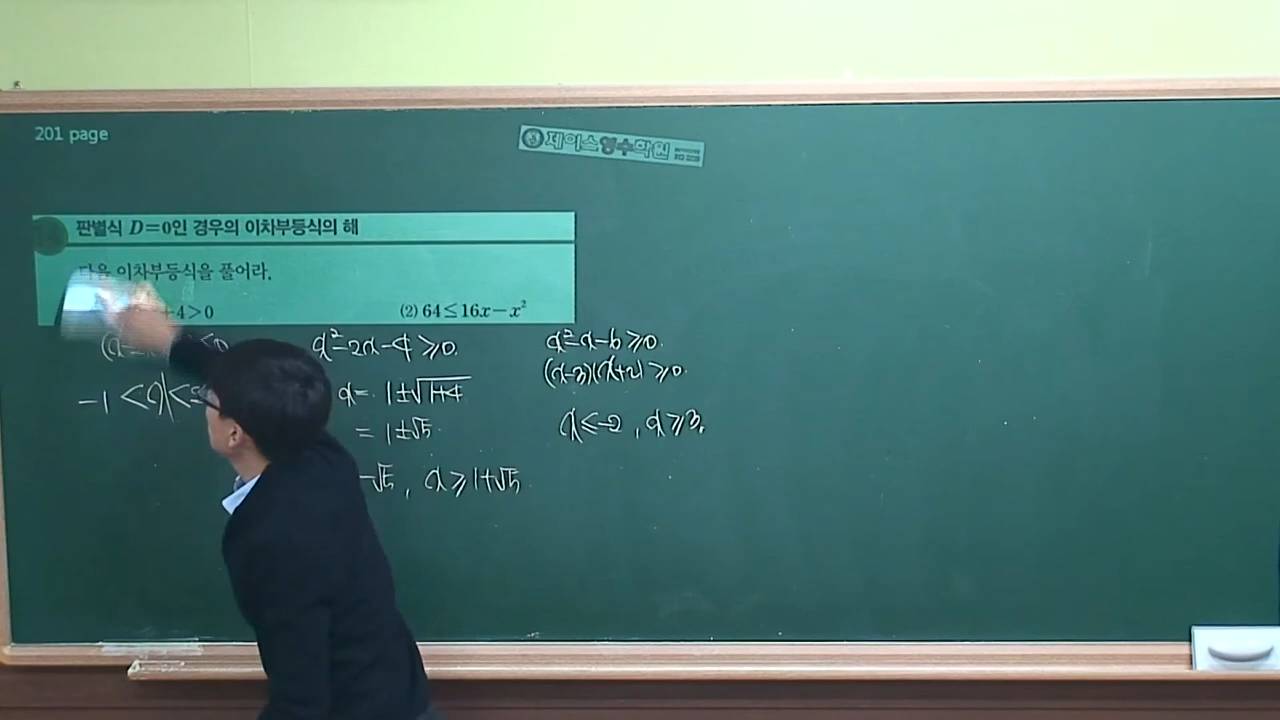 201 page
제이스영수학원
판별식 D=0인 경우의 이차부등식의 해
다음 이차부등식을 풀어라.
+4>0
(2) 64≤16x-x²
x²-2x-4≥0.
x= 1±√1+4
= 1±√5
-√5, x≥1+√5
x²-x-6≥0.
(x-3)(x+2)≥0.
x≤-2, x≥3.
-1<x<